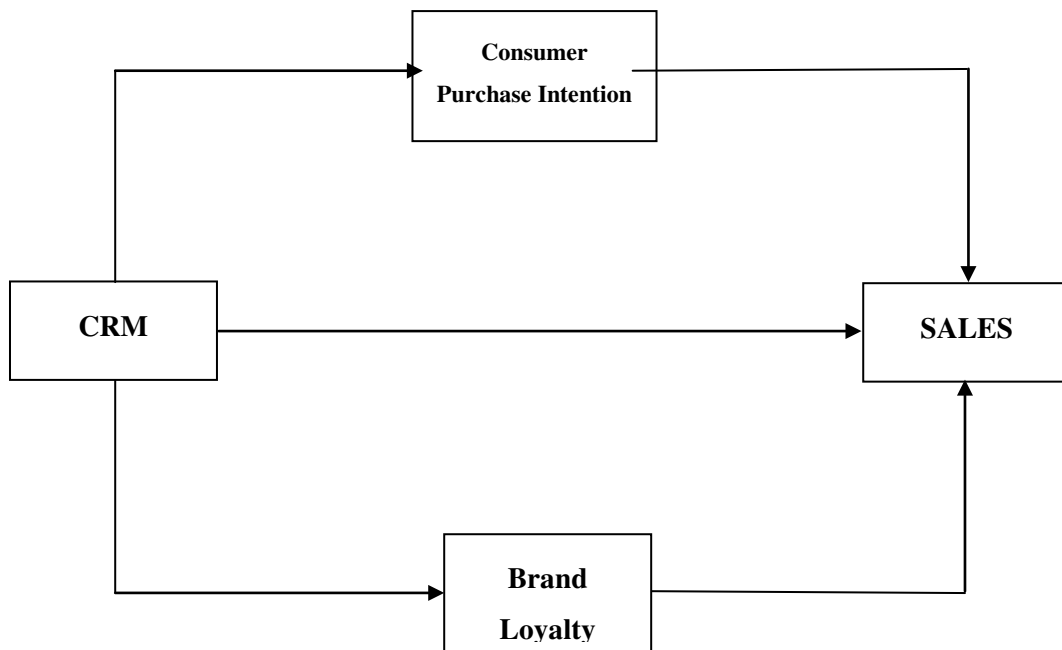 Consumer
Purchase Intention
CRM
SALES
Brand
Loyalty